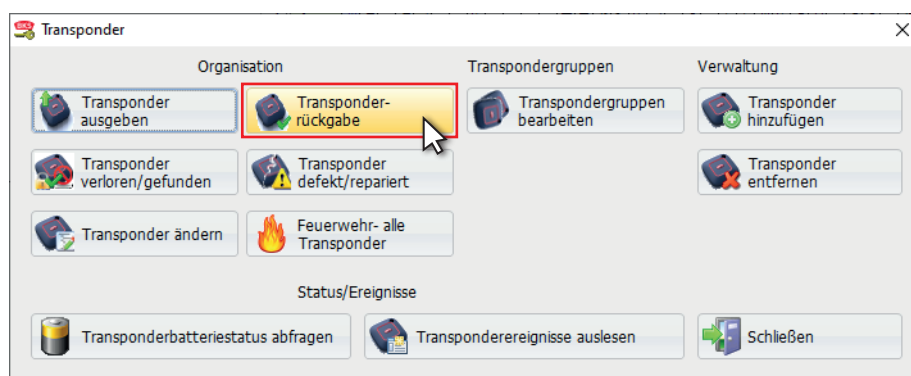 BKS Transponder
Organisation Transpondergruppen Verwaltung
Transponder
ausgeben
Transponder-
rückgabe
Transpondergruppen
bearbeiten
Transponder
hinzufügen
Transponder
verloren/gefunden
Transponder
defekt/repariert
Transponder
entfernen
Transponder ändern
Feuerwehr- alle
Transponder
Status/Ereignisse
Transponderbatteriestatus abfragen
Transponderereignisse auslesen
Schließen